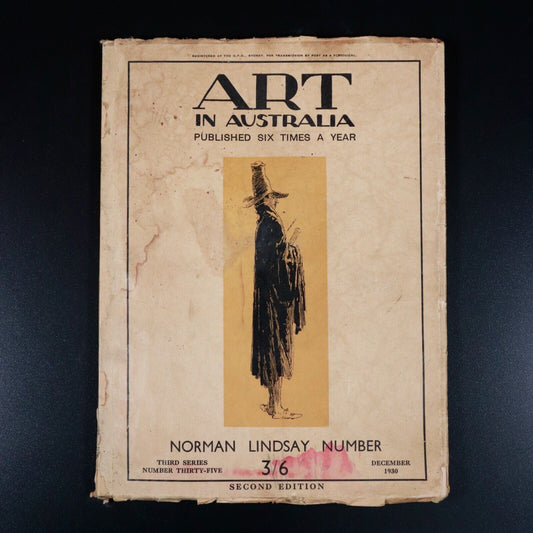 REGISTERED AT THE G.P.O., SYDNEY, FOR TRANSMISSION BY POST AS A PERIODICAL.
ART
IN AUSTRALIA
PUBLISHED SIX TIMES A YEAR
NORMAN LINDSAY NUMBER
THIRD SERIES
NUMBER THIRTY-FIVE
3/6
DECEMBER
1930
SECOND EDITION